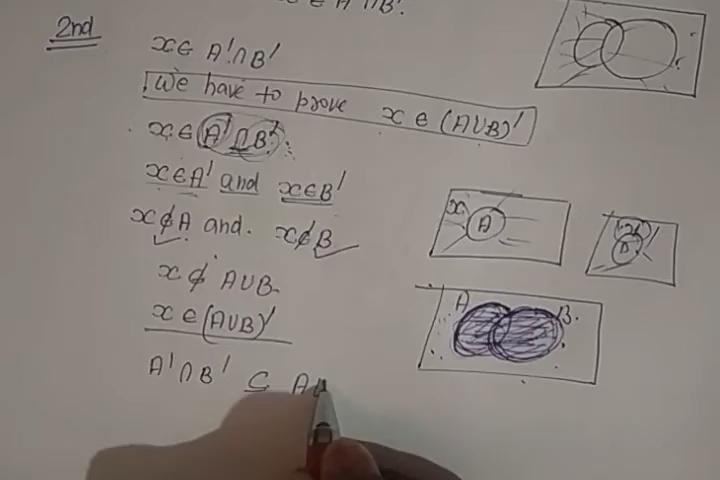 x ∈ A'∩B'.
2nd
x ∈ A'∩B'
We have to prove x ∈ (A∪B)'
x ∈ A'∩B'
x ∈ A' and x ∈ B'
x ∉ A and. x ∉ B
x ∉ A∪B.
x ∈ (A∪B)'
A'∩B' ⊆ A
x
A
x
A
B